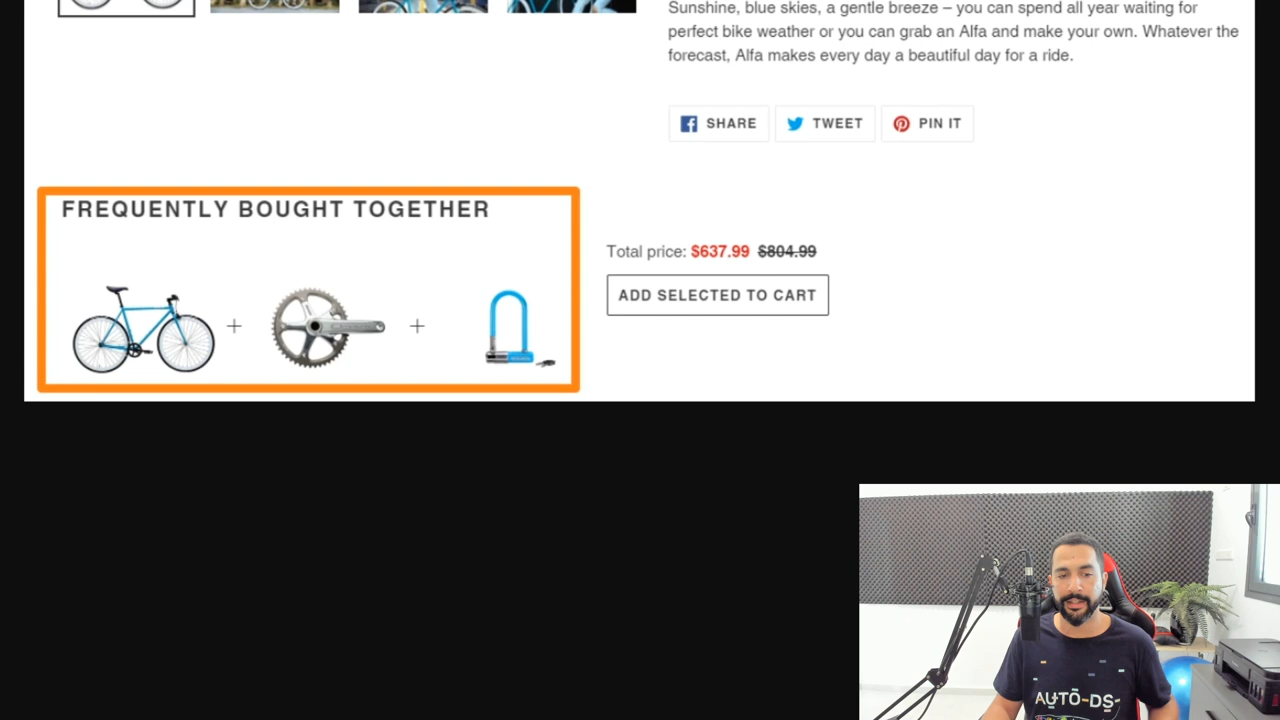 Sunshine, blue skies, a gentle breeze – you can spend all year waiting for
perfect bike weather or you can grab an Alfa and make your own. Whatever the
forecast, Alfa makes every day a beautiful day for a ride.
SHARE TWEET PIN IT
FREQUENTLY BOUGHT TOGETHER
Total price: $637.99 $804.99
ADD SELECTED TO CART
+ +
AUTO-DS-